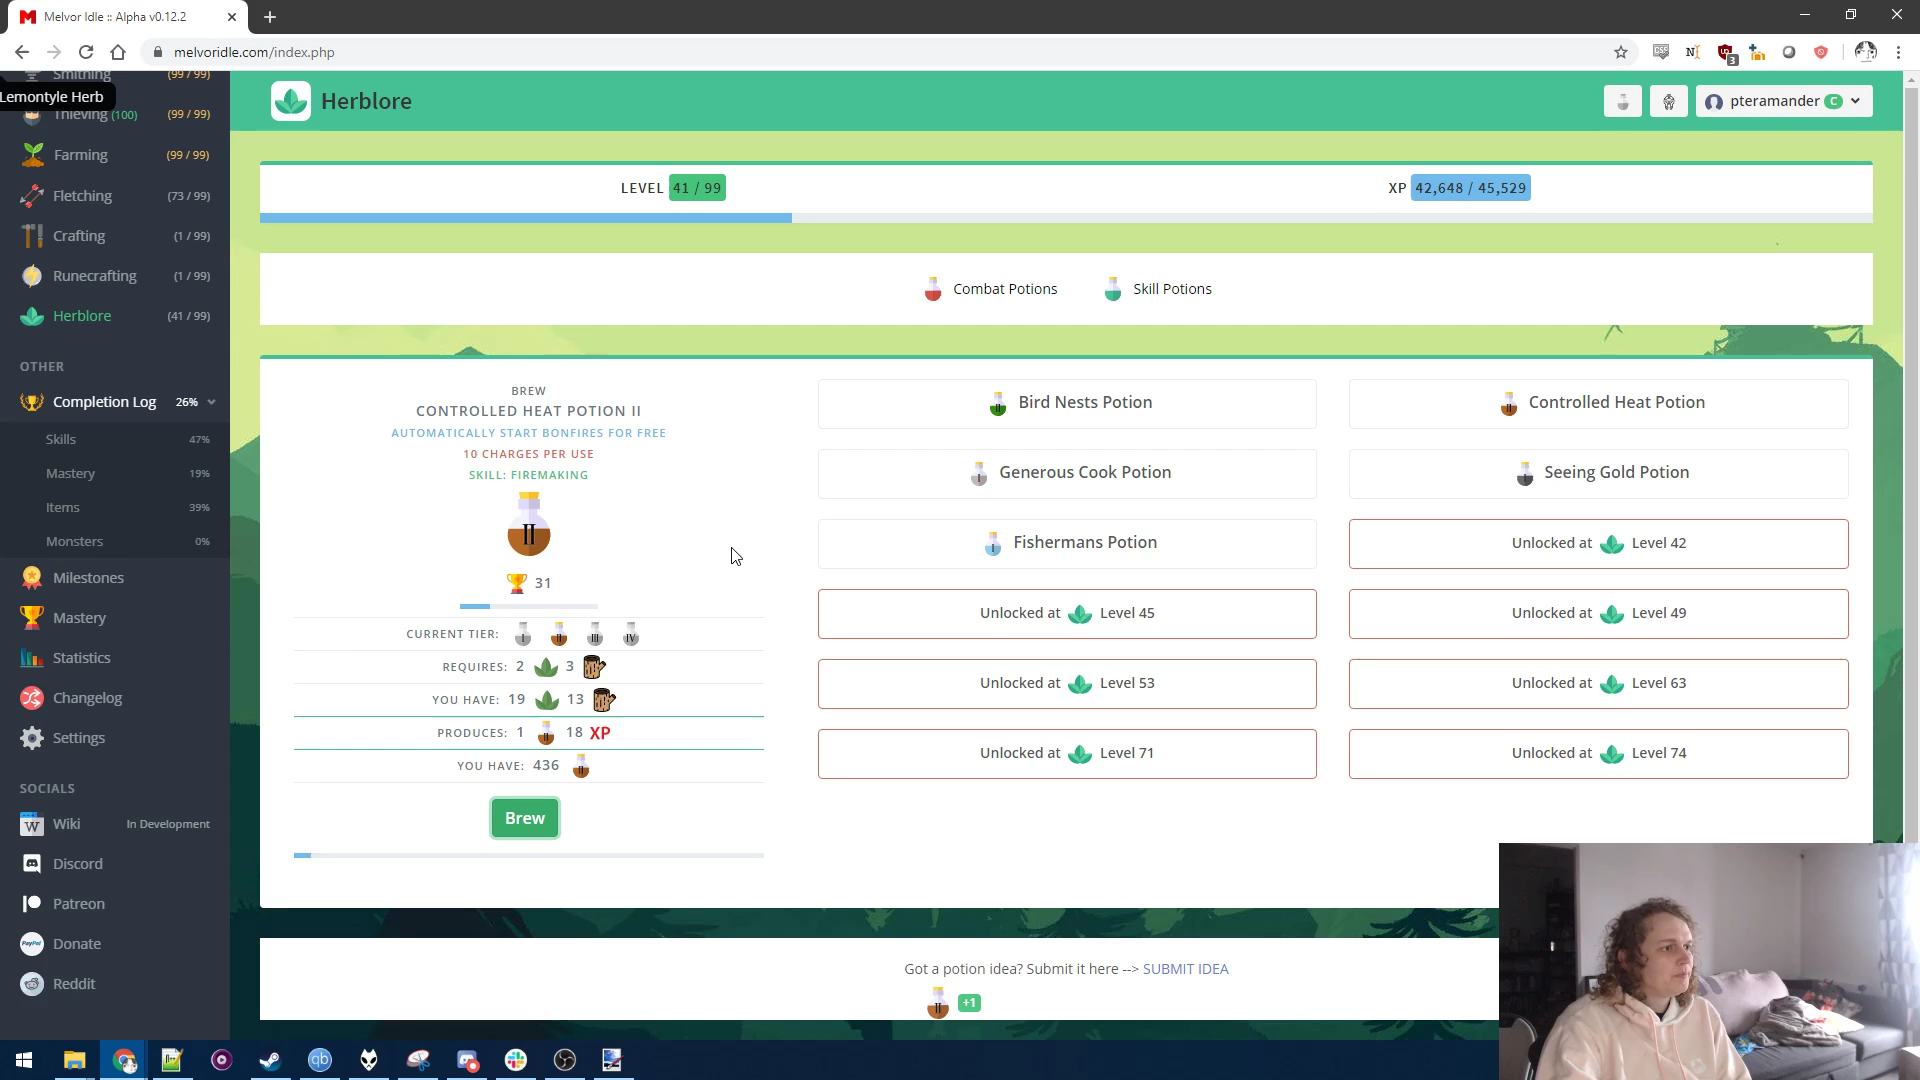 Melvor Idle :: Alpha v0.12.2
melvoridle.com/index.php
3
Smithing (99 / 99)
Lemontyle Herb
Thieving (100) (99 / 99)
Farming (99 / 99)
Fletching (73 / 99)
Crafting (1 / 99)
Runecrafting (1 / 99)
Herblore (41 / 99)
OTHER
Completion Log 26%
Skills 47%
Mastery 19%
Items 39%
Monsters 0%
Milestones
Mastery
Statistics
Changelog
Settings
SOCIALS
Wiki In Development
Discord
Patreon
Donate
Reddit
Herblore
pteramander C
LEVEL 41 / 99
XP 42,648 / 45,529
Combat Potions
Skill Potions
BREW
CONTROLLED HEAT POTION II
AUTOMATICALLY START BONFIRES FOR FREE
10 CHARGES PER USE
SKILL: FIREMAKING
II
31
CURRENT TIER: I II III IV
REQUIRES: 2 3
YOU HAVE: 19 13
PRODUCES: 1 18 XP
YOU HAVE: 436
Brew
Bird Nests Potion
Controlled Heat Potion
Generous Cook Potion
Seeing Gold Potion
Fishermans Potion
Unlocked at Level 42
Unlocked at Level 45
Unlocked at Level 49
Unlocked at Level 53
Unlocked at Level 63
Unlocked at Level 71
Unlocked at Level 74
Got a potion idea? Submit it here --> SUBMIT IDEA
+1